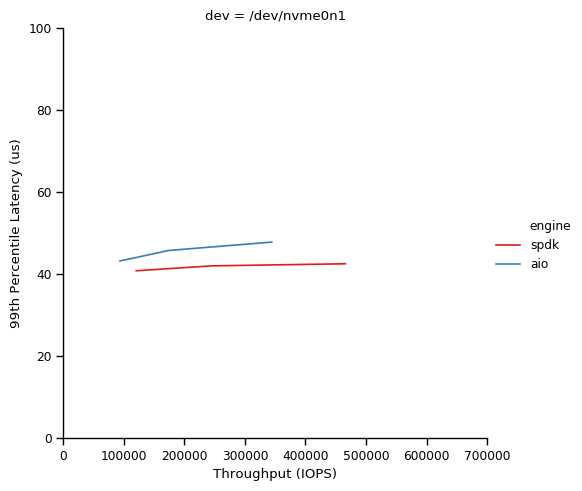 dev = /dev/nvme0n1
100
80
60
40
20
0
99th Percentile Latency (us)
0 100000 200000 300000 400000 500000 600000 700000
Throughput (IOPS)
engine
spdk
aio